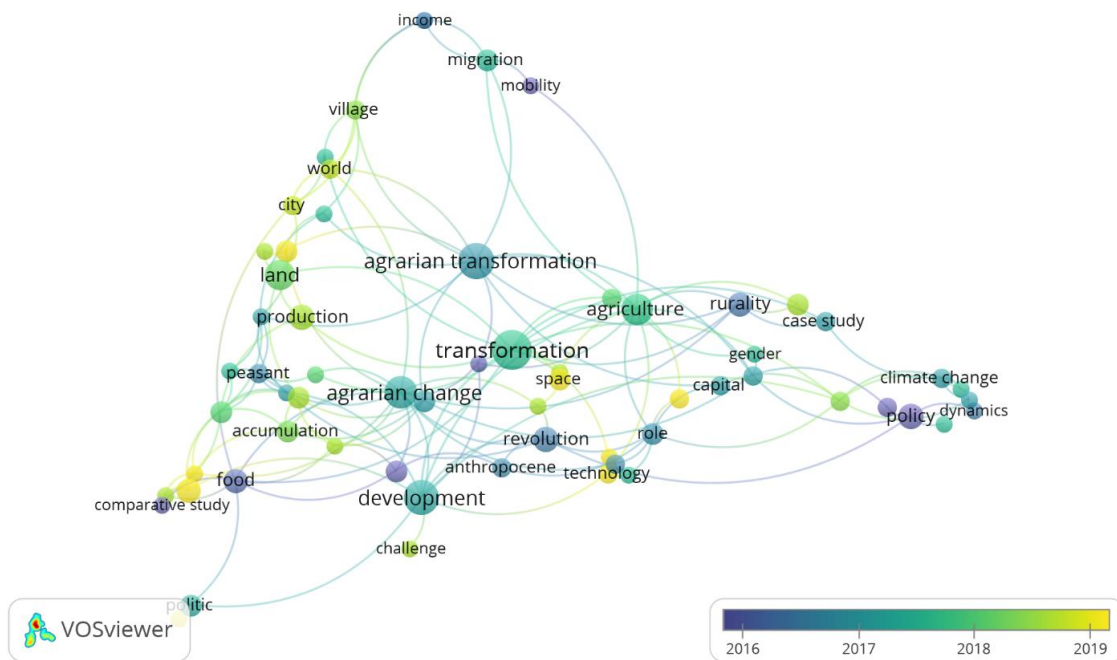 income
migration
mobility
village
world
city
agrarian transformation
land
agriculture
rurality
production
case study
transformation
gender
peasant
space
climate change
agrarian change
capital
policy
dynamics
accumulation
revolution
role
anthropocene
technology
food
development
comparative study
challenge
politic
VOSviewer
2016 2017 2018 2019